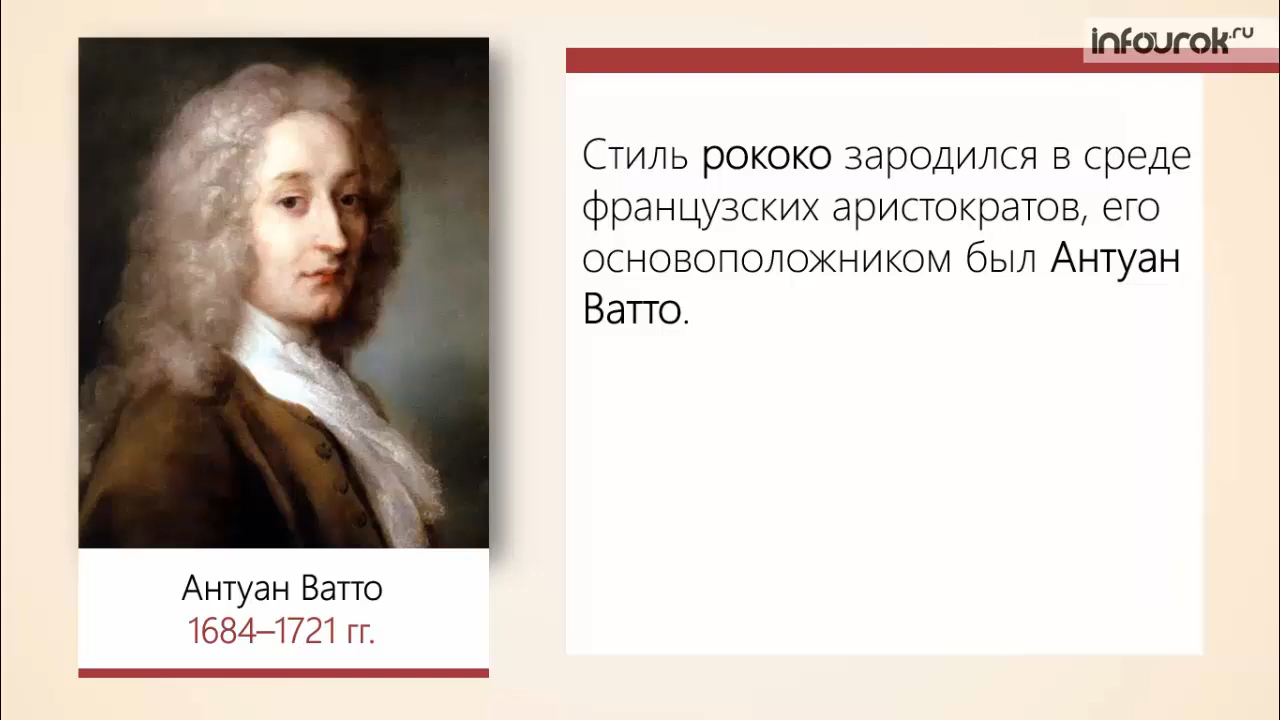 infourok.ru
Стиль рококо зародился в среде
французских аристократов, его
основоположником был Антуан
Ватто.
Антуан Ватто
1684–1721 гг.